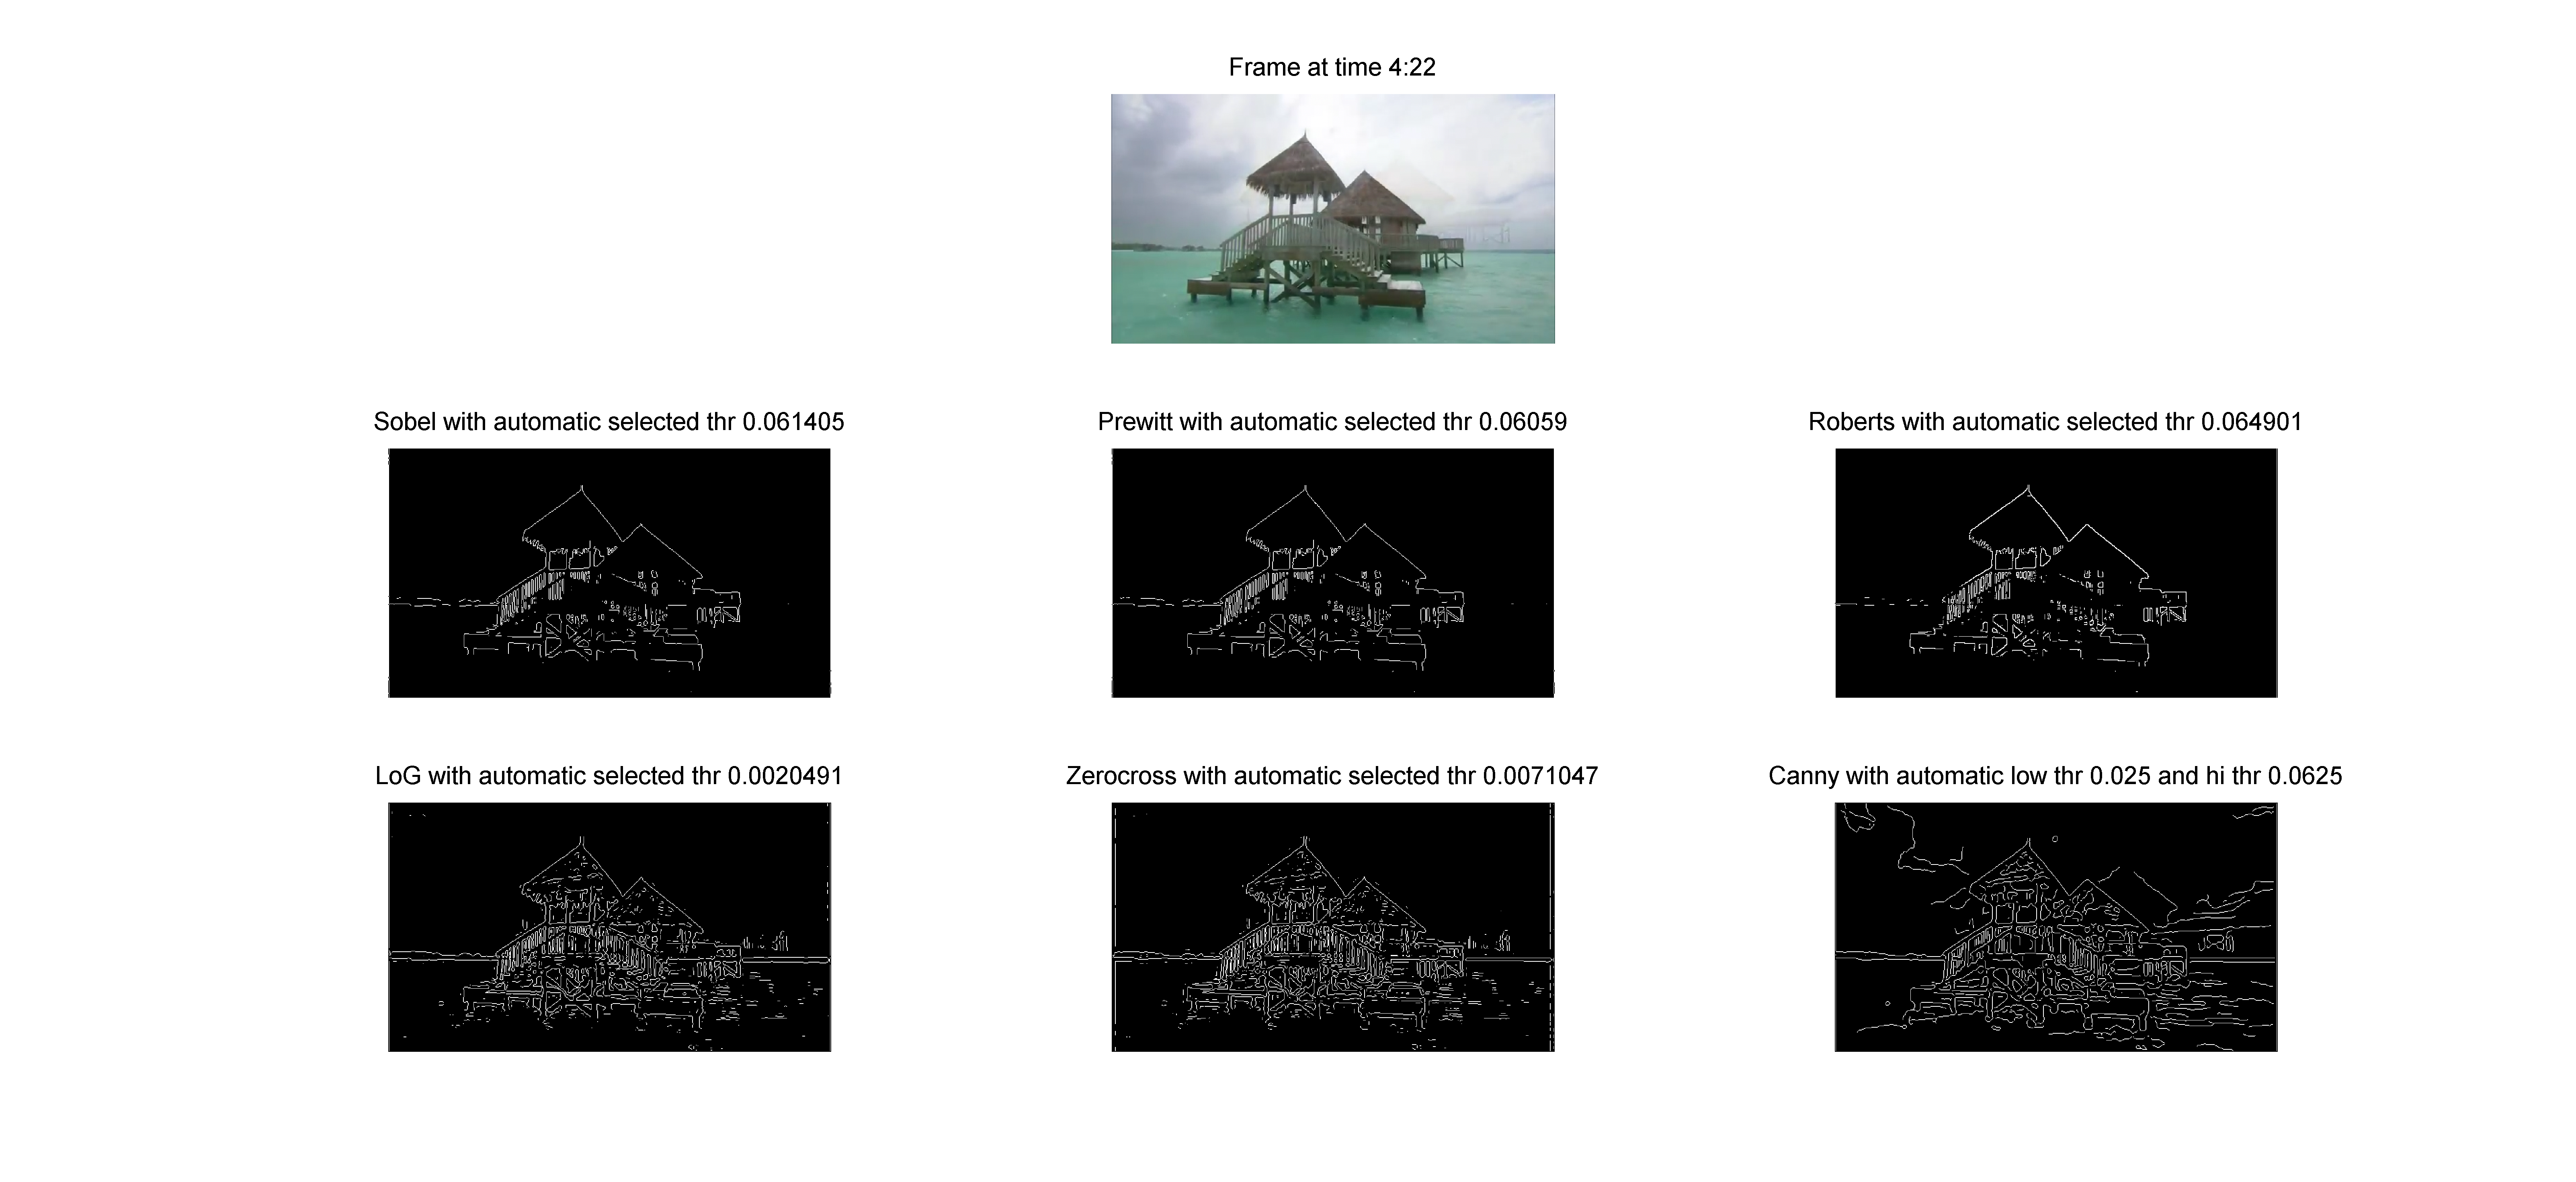 Frame at time 4:22
Sobel with automatic selected thr 0.061405
Prewitt with automatic selected thr 0.06059
Roberts with automatic selected thr 0.064901
LoG with automatic selected thr 0.0020491
Zerocross with automatic selected thr 0.0071047
Canny with automatic low thr 0.025 and hi thr 0.0625